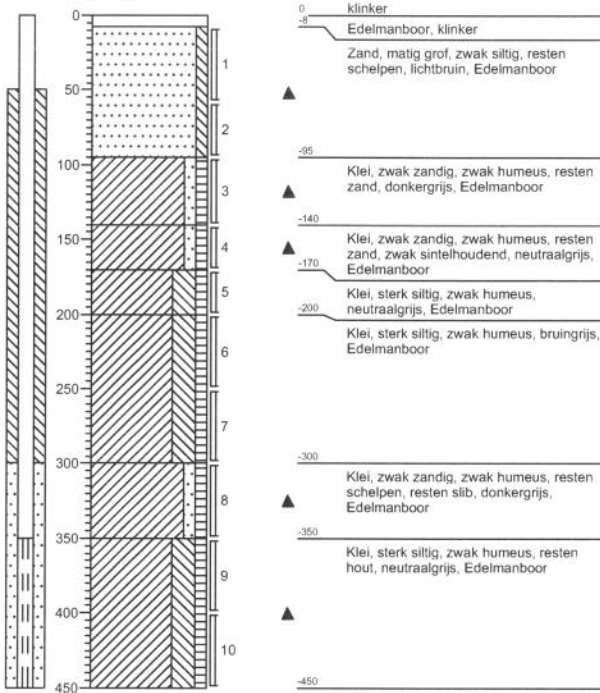 0
50
100
150
200
250
300
350
400
450
1
2
3
4
5
6
7
8
9
10
0
klinker
-8
Edelmanboor, klinker
Zand, matig grof, zwak siltig, resten
schelpen, lichtbruin, Edelmanboor
-95
Klei, zwak zandig, zwak humeus, resten
zand, donkergrijs, Edelmanboor
-140
Klei, zwak zandig, zwak humeus, resten
zand, zwak sintelhoudend, neutraalgrijs,
Edelmanboor
-170
Klei, sterk siltig, zwak humeus,
neutraalgrijs, Edelmanboor
-200
Klei, sterk siltig, zwak humeus, bruingrijs,
Edelmanboor
-300
Klei, zwak zandig, zwak humeus, resten
schelpen, resten slib, donkergrijs,
Edelmanboor
-350
Klei, sterk siltig, zwak humeus, resten
hout, neutraalgrijs, Edelmanboor
-450